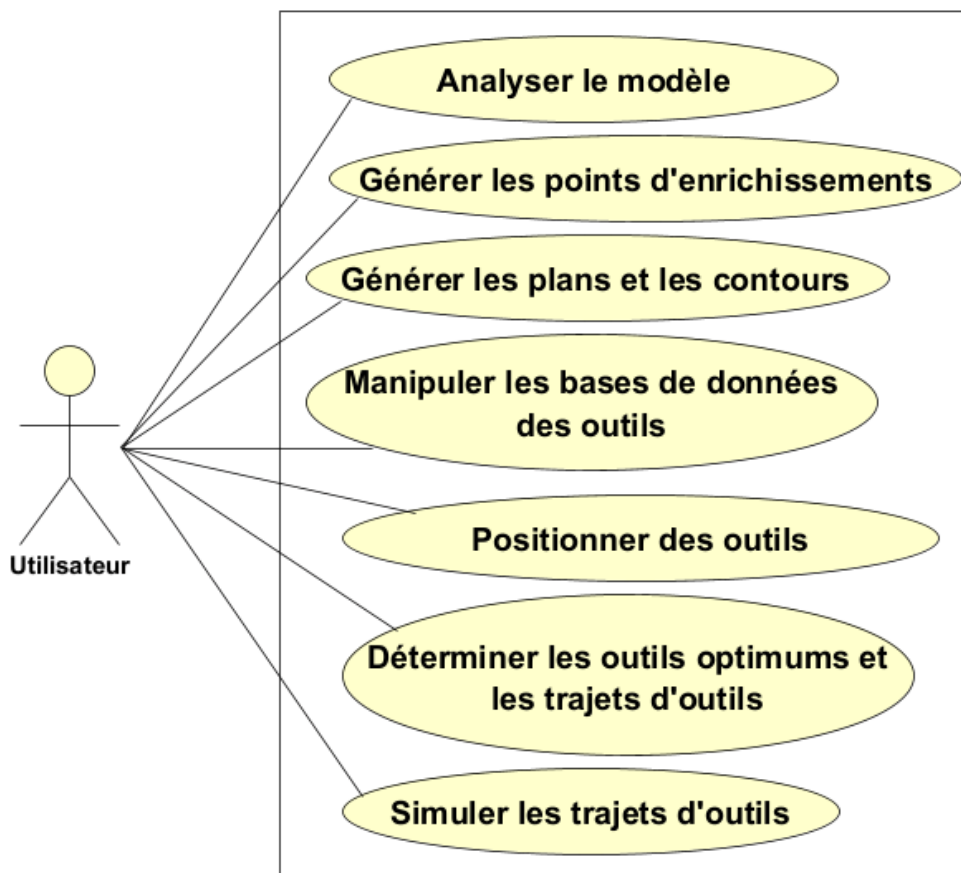 Analyser le modèle
Générer les points d'enrichissements
Générer les plans et les contours
Manipuler les bases de données
des outils
Positionner des outils
Utilisateur
Déterminer les outils optimums et
les trajets d'outils
Simuler les trajets d'outils